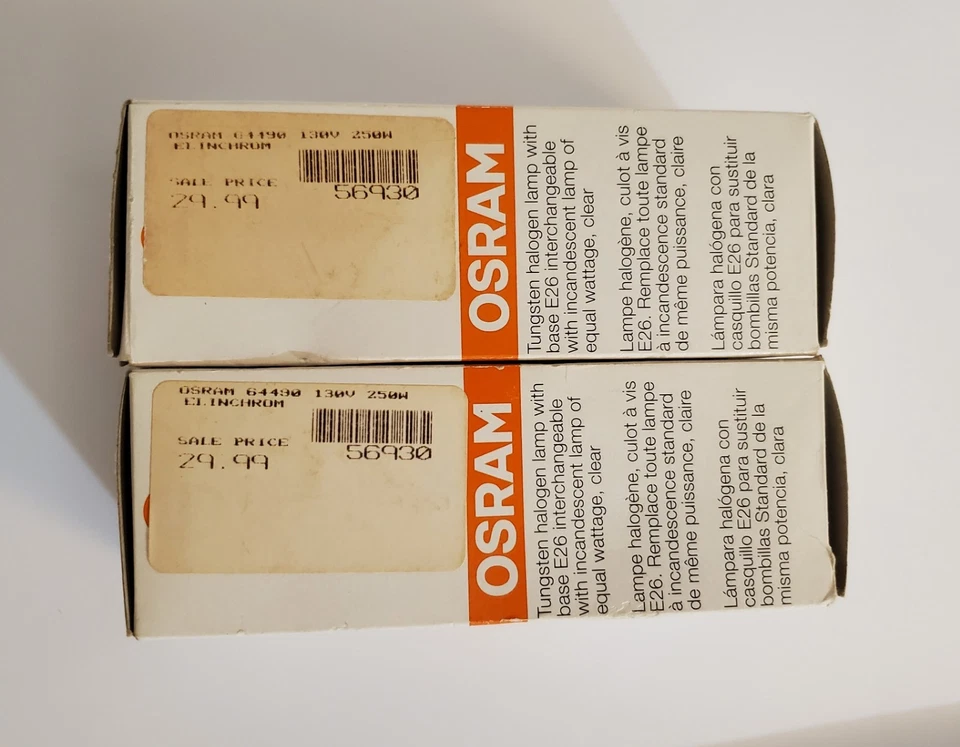 OSRAM 64490 130V 250W
ELINCHROM
SALE PRICE
29.99
56930
OSRAM
Tungsten halogen lamp with
base E26 interchangeable
with incandescent lamp of
equal wattage, clear
Lampe halogène, culot à vis
E26. Remplace toute lampe
à incandescence standard
de même puissance, claire
Lámpara halógena con
casquillo E26 para sustituir
bombillas Standard de la
misma potencia, clara
OSRAM 64490 130V 250W
ELINCHROM
SALE PRICE
29.99
56930
OSRAM
Tungsten halogen lamp with
base E26 interchangeable
with incandescent lamp of
equal wattage, clear
Lampe halogène, culot à vis
E26. Remplace toute lampe
à incandescence standard
de même puissance, claire
Lámpara halógena con
casquillo E26 para sustituir
bombillas Standard de la
misma potencia, clara